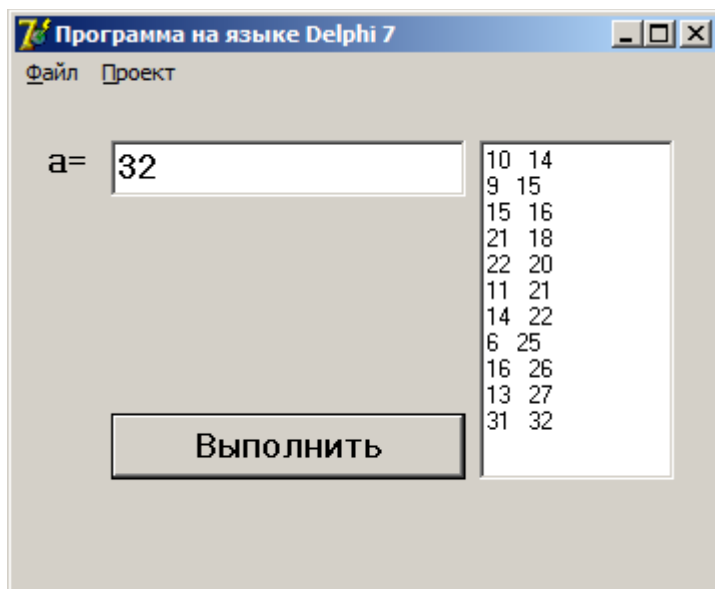 Программа на языке Delphi 7
Файл Проект
a= 32
10 14
9 15
15 16
21 18
22 20
11 21
14 22
6 25
16 26
13 27
31 32
Выполнить